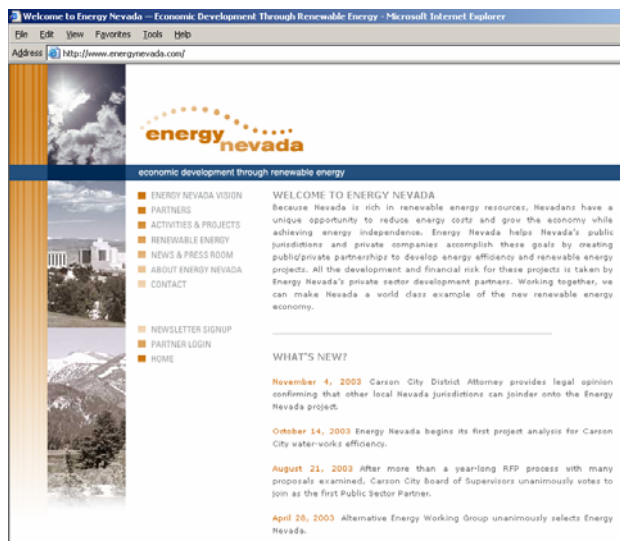 Welcome to Energy Nevada — Economic Development Through Renewable Energy - Microsoft Internet Explorer
File Edit View Favorites Tools Help
Address http://www.energynevada.com/
energy
nevada
economic development through renewable energy
ENERGY NEVADA VISION
PARTNERS
ACTIVITIES & PROJECTS
RENEWABLE ENERGY
NEWS & PRESS ROOM
ABOUT ENERGY NEVADA
CONTACT
NEWSLETTER SIGNUP
PARTNER LOGIN
HOME
WELCOME TO ENERGY NEVADA
Because Nevada is rich in renewable energy resources, Nevadans have a
unique opportunity to reduce energy costs and grow the economy while
achieving energy independence. Energy Nevada helps Nevada's public
jurisdictions and private companies accomplish these goals by creating
public/private partnerships to develop energy efficiency and renewable energy
projects. All the development and financial risk for these projects is taken by
Energy Nevada's private sector development partners. Working together, we
can make Nevada a world class example of the new renewable energy
economy.
WHAT'S NEW?
November 4, 2003 Carson City District Attorney provides legal opinion
confirming that other local Nevada jurisdictions can joinder onto the Energy
Nevada project.
October 14, 2003 Energy Nevada begins its first project analysis for Carson
City water-works efficiency.
August 21, 2003 After more than a year-long RFP process with many
proposals examined, Carson City Board of Supervisors unanimously votes to
join as the first Public Sector Partner.
April 28, 2003 Alternative Energy Working Group unanimously selects Energy
Nevada.